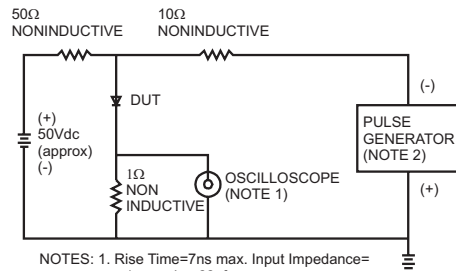 50Ω
NONINDUCTIVE
10Ω
NONINDUCTIVE
(+)
50Vdc
(approx)
(-)
DUT
1Ω
NON
INDUCTIVE
OSCILLOSCOPE
(NOTE 1)
(-)
PULSE
GENERATOR
(NOTE 2)
(+)
NOTES: 1. Rise Time=7ns max. Input Impedance=